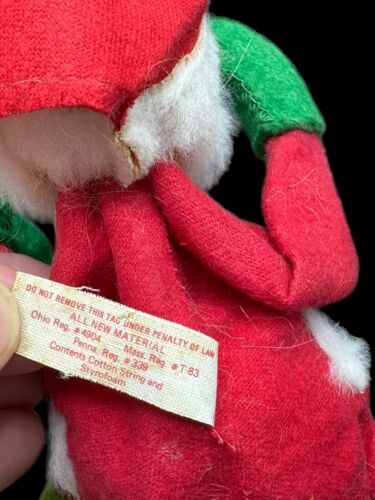 DO NOT REMOVE THIS TAG UNDER PENALTY OF LAW
ALL NEW MATERIAL
Ohio Reg. #4904 Mass. Reg #T-83
Penna. Reg. #339
Contents Cotton String and
Styrofoam